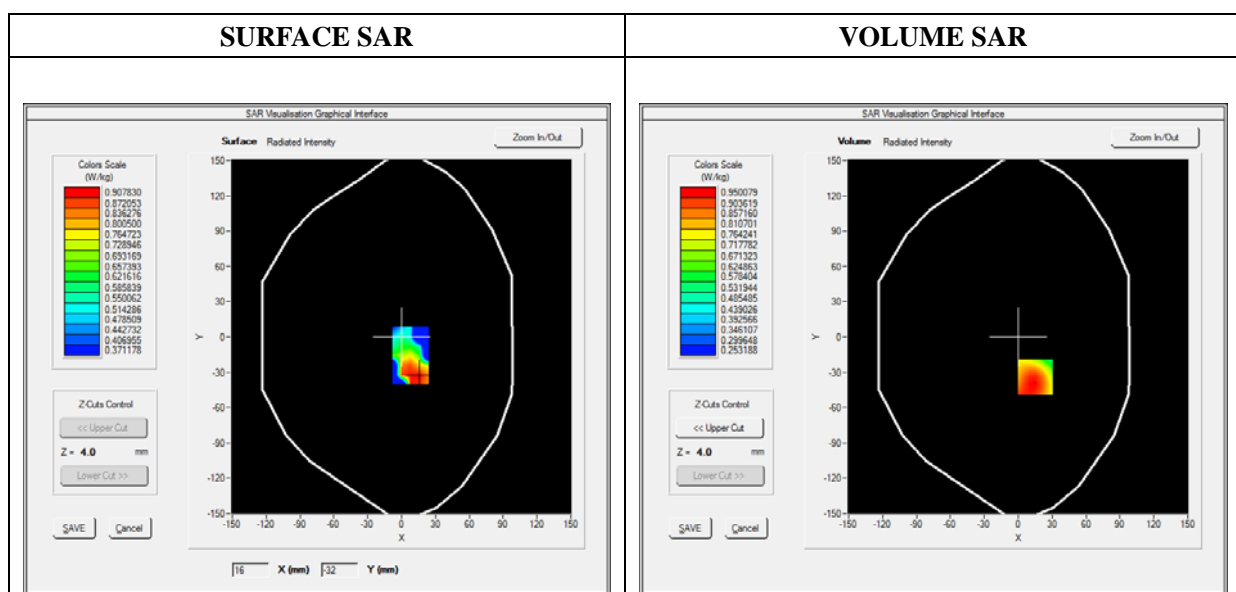 SURFACE SAR
VOLUME SAR
SAR Visualisation Graphical Interface
Surface Radiated Intensity
Zoom In/Out
Colors Scale
(W/kg)
0.907830
0.872053
0.836276
0.800500
0.764723
0.728946
0.693169
0.657393
0.621616
0.585839
0.550062
0.514286
0.478509
0.442732
0.406955
0.371178
Z-Cuts Control
<< Upper Cut
Z = 4.0 mm
Lower Cut >>
SAVE Cancel
150
120
90
60
30
0
-30
-60
-90
-120
-150
Y
-150 -120 -90 -60 -30 0 30 60 90 120 150
X
16 X (mm) -32 Y (mm)
SAR Visualisation Graphical Interface
Volume Radiated Intensity
Zoom In/Out
Colors Scale
(W/kg)
0.950079
0.903619
0.857160
0.810701
0.764241
0.717782
0.671323
0.624863
0.578404
0.531944
0.485485
0.439026
0.392566
0.346107
0.299648
0.253188
Z-Cuts Control
<< Upper Cut
Z = 4.0 mm
Lower Cut >>
SAVE Cancel
150
120
90
60
30
0
-30
-60
-90
-120
-150
Y
-150 -120 -90 -60 -30 0 30 60 90 120 150
X